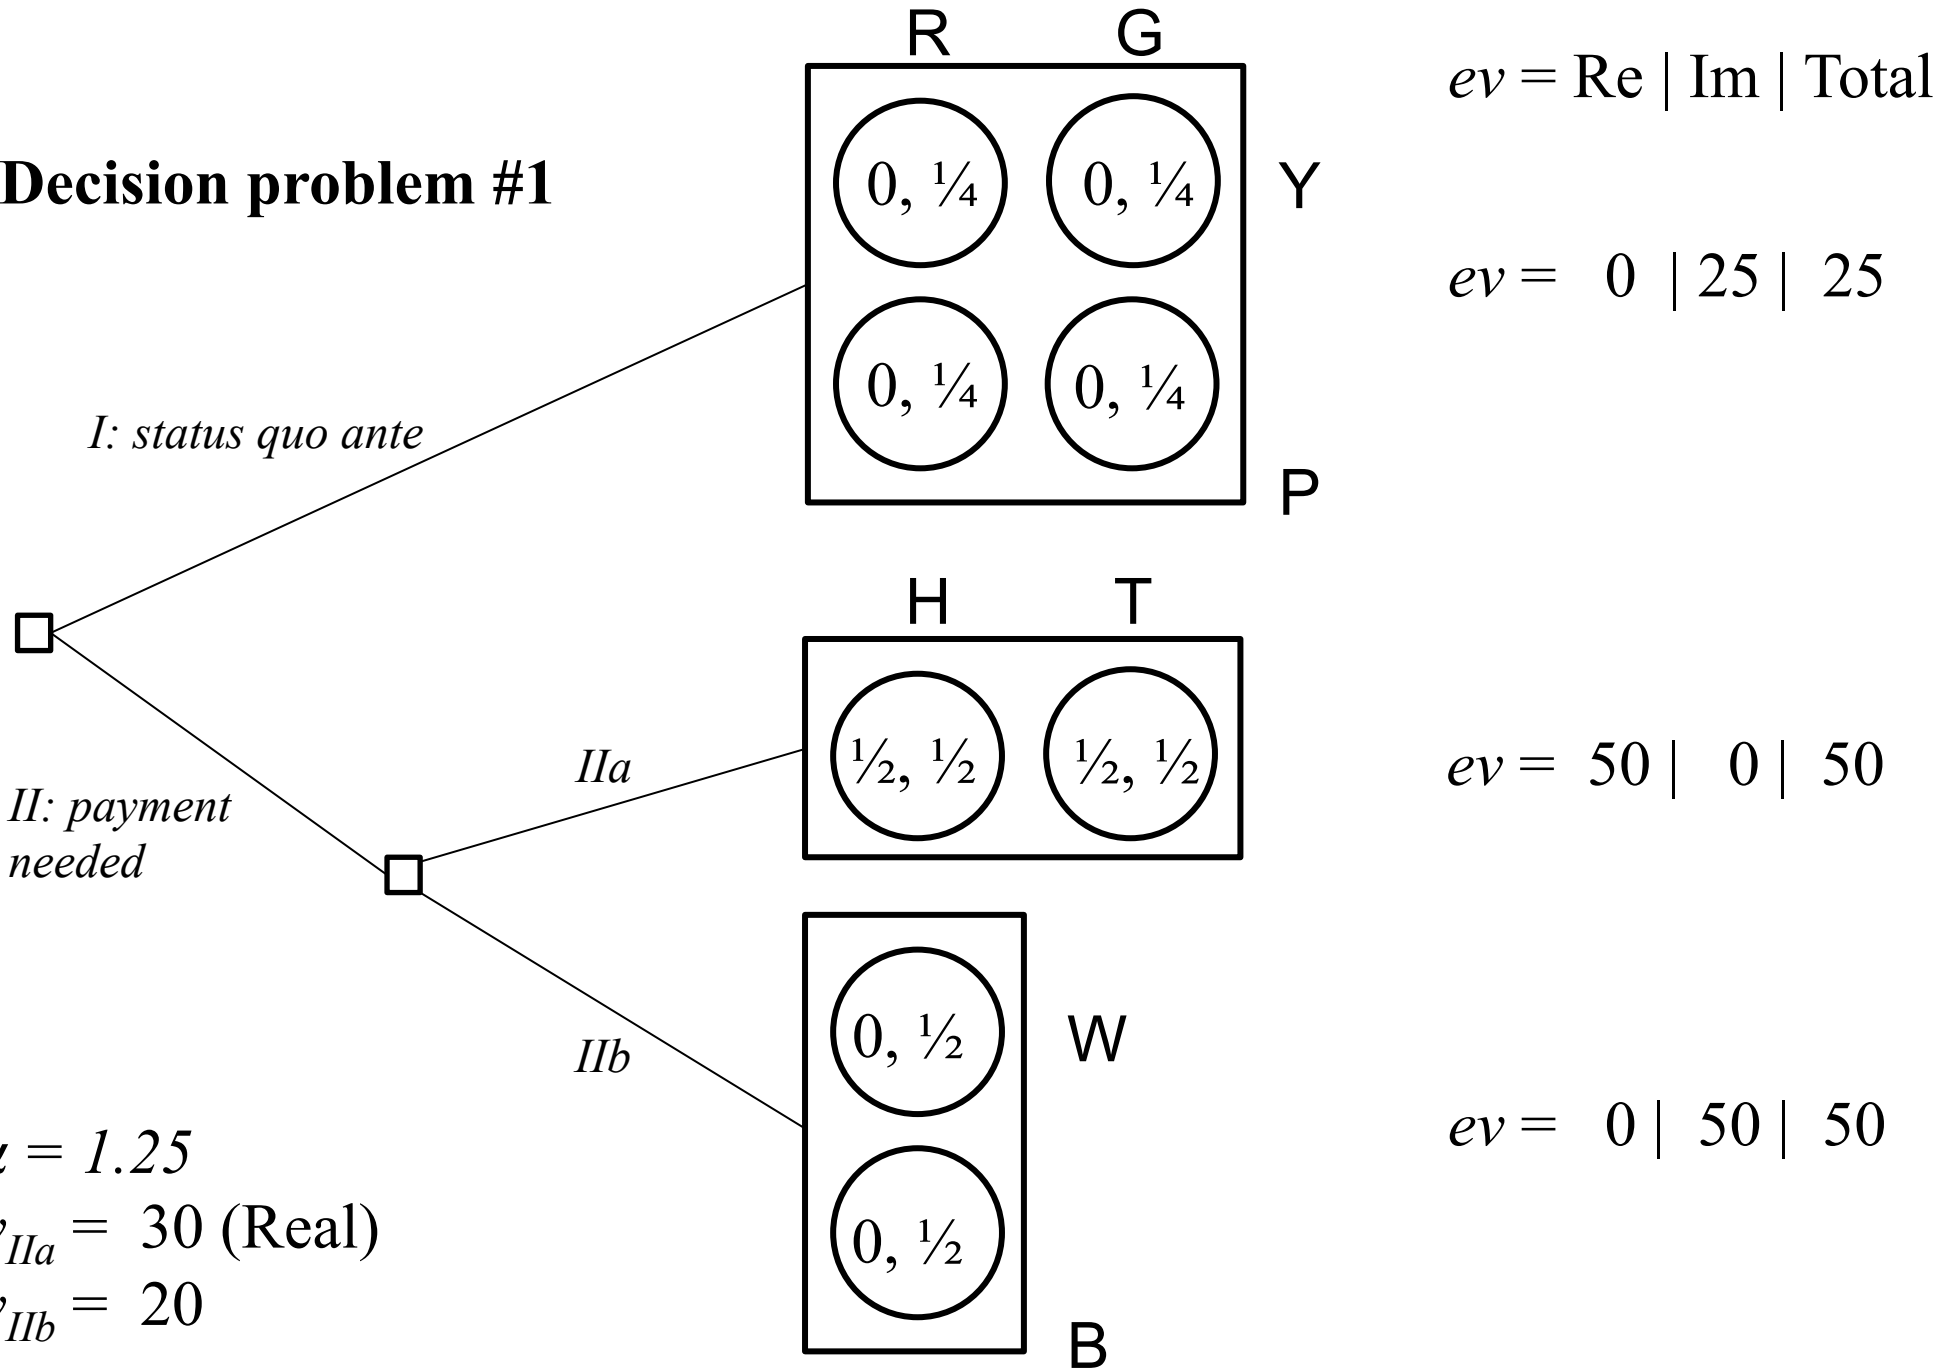 R G
ev = Re | Im | Total
Decision problem #1
0, ¼ 0, ¼ Y
ev = 0 | 25 | 25
0, ¼ 0, ¼
I: status quo ante
P
H T
IIa
½, ½ ½, ½
ev = 50 | 0 | 50
II: payment
needed
0, ½ W
IIb
ev = 0 | 50 | 50
= 1.25
IIa = 30 (Real)
0, ½
IIb = 20
B